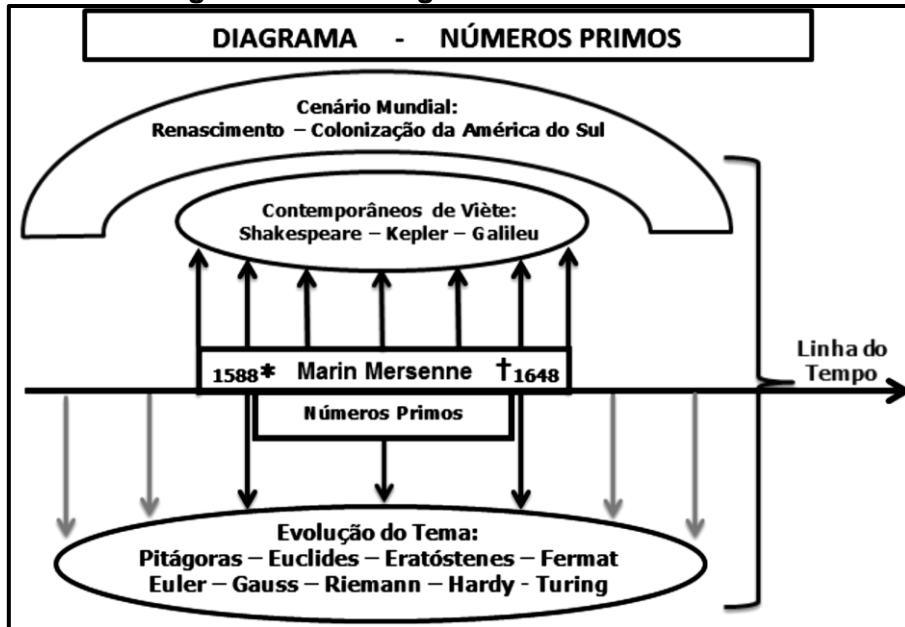 DIAGRAMA - NÚMEROS PRIMOS
Cenário Mundial:
Renascimento – Colonização da América do Sul
Contemporâneos de Viète:
Shakespeare – Kepler – Galileu
1588* Marin Mersenne †1648
Linha do
Tempo
Números Primos
Evolução do Tema:
Pitágoras – Euclides – Eratóstenes – Fermat
Euler – Gauss – Riemann – Hardy - Turing